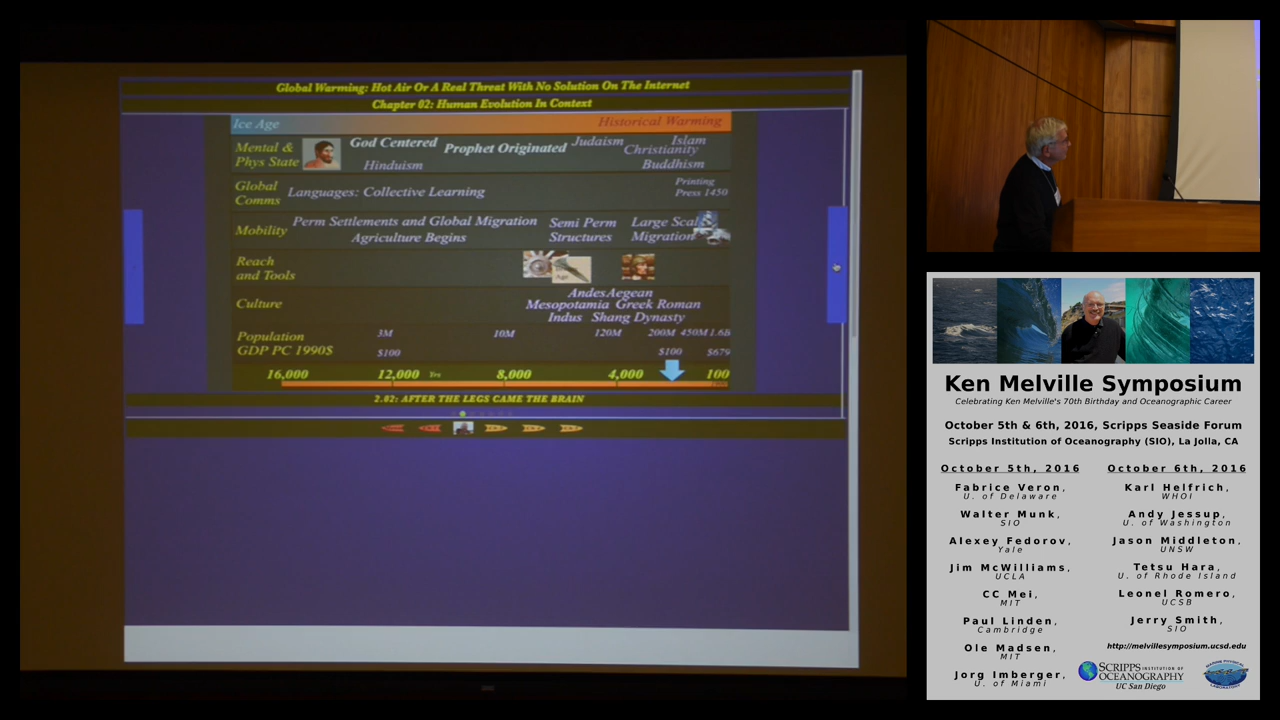 Global Warming: Hot Air Or A Real Threat With No Solution On The Internet
Chapter 02: Human Evolution In Context
Ice Age Historical Warming
Mental & Phys State
God Centered
Hinduism
Prophet Originated
Judaism
Islam
Christianity
Buddhism
Global Comms
Languages: Collective Learning
Printing
Press 1450
Mobility
Perm Settlements and Global Migration
Agriculture Begins
Semi Perm
Structures
Large Scal
Migration
Reach
and Tools
Culture
Andes Aegean
Mesopotamia Greek Roman
Indus Shang Dynasty
Population 3M 10M 120M 200M 450M 1.6B
GDP PC 1990$ $100 $100 $679
16,000 12,000 Yrs 8,000 4,000 100
2.02: AFTER THE LEGS CAME THE BRAIN
Ken Melville Symposium
Celebrating Ken Melville's 70th Birthday and Oceanographic Career
October 5th & 6th, 2016, Scripps Seaside Forum
Scripps Institution of Oceanography (SIO), La Jolla, CA
October 5th, 2016
Fabrice Veron,
U. of Delaware
Walter Munk,
SIO
Alexey Fedorov,
Yale
Jim McWilliams,
UCLA
CC Mei,
MIT
Paul Linden,
Cambridge
Ole Madsen,
MIT
Jorg Imberger,
U. of Miami
October 6th, 2016
Karl Helfrich,
WHOI
Andy Jessup,
U. of Washington
Jason Middleton,
UNSW
Tetsu Hara,
U. of Rhode Island
Leonel Romero,
UCSB
Jerry Smith,
SIO
http://melvillesymposium.ucsd.edu
SCRIPPS INSTITUTION OF
OCEANOGRAPHY
UC San Diego
MARINE PHYSICAL
LABORATORY